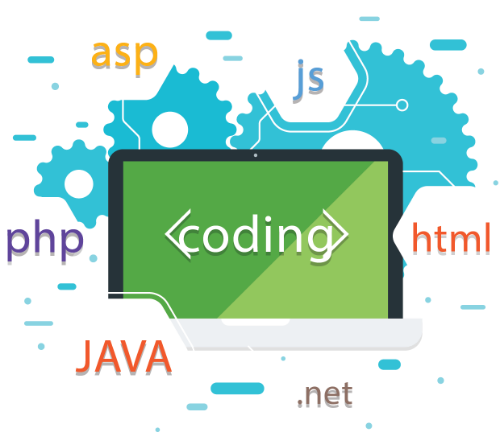 asp
js
<coding>
php
html
JAVA
.net